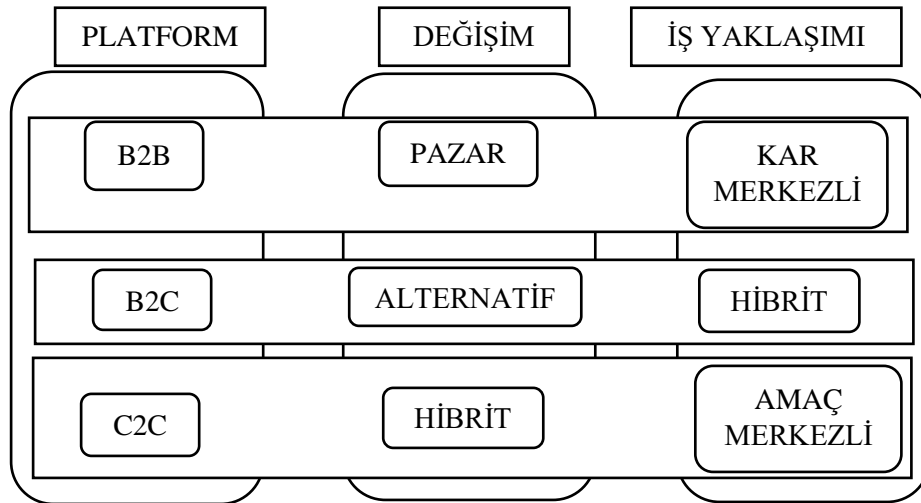 PLATFORM
DEĞİŞİM
İŞ YAKLAŞIMI
B2B
PAZAR
KAR
MERKEZLİ
B2C
ALTERNATİF
HİBRİT
C2C
HİBRİT
AMAÇ
MERKEZLİ